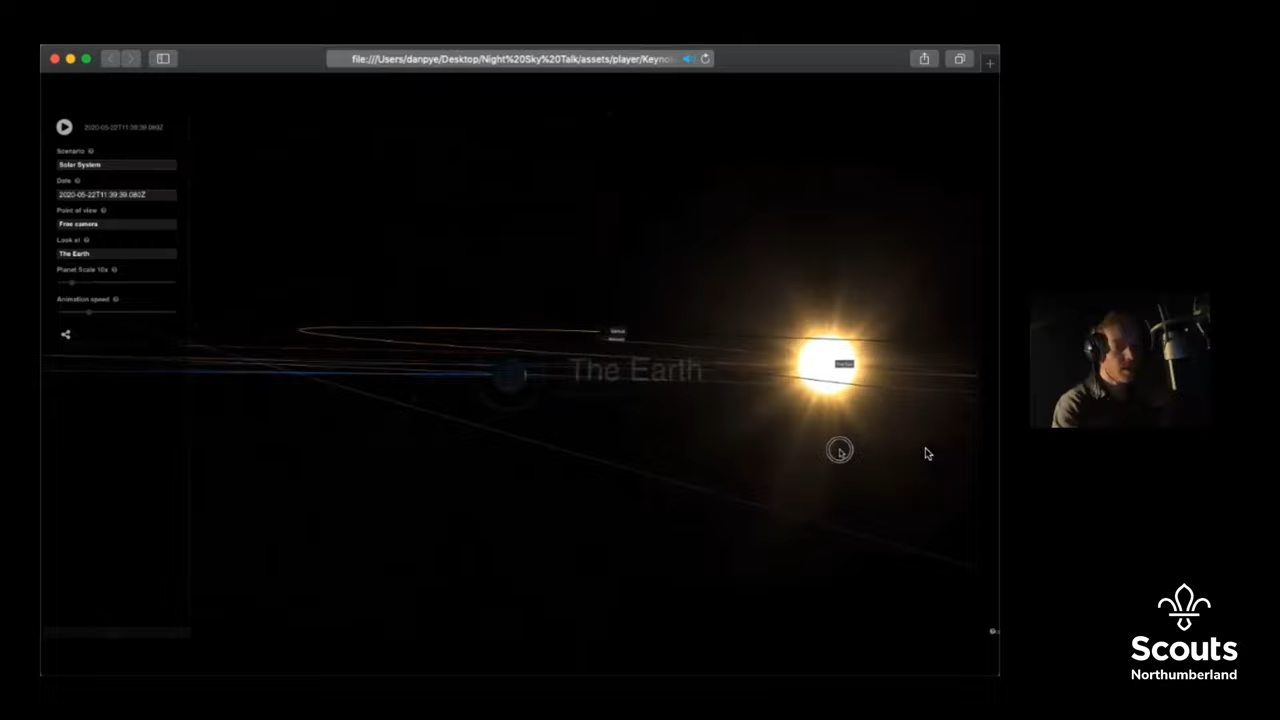 file:///Users/danpye/Desktop/Night%20Sky%20Talk/assets/player/Keynot
2020-05-22T11:39:39.080Z
Scenario
Solar System
Date
2020-05-22T11:39:39.080Z
Point of view
Free camera
Look at
The Earth
Planet Scale 10x
Animation speed
The Earth
Scouts
Northumberland